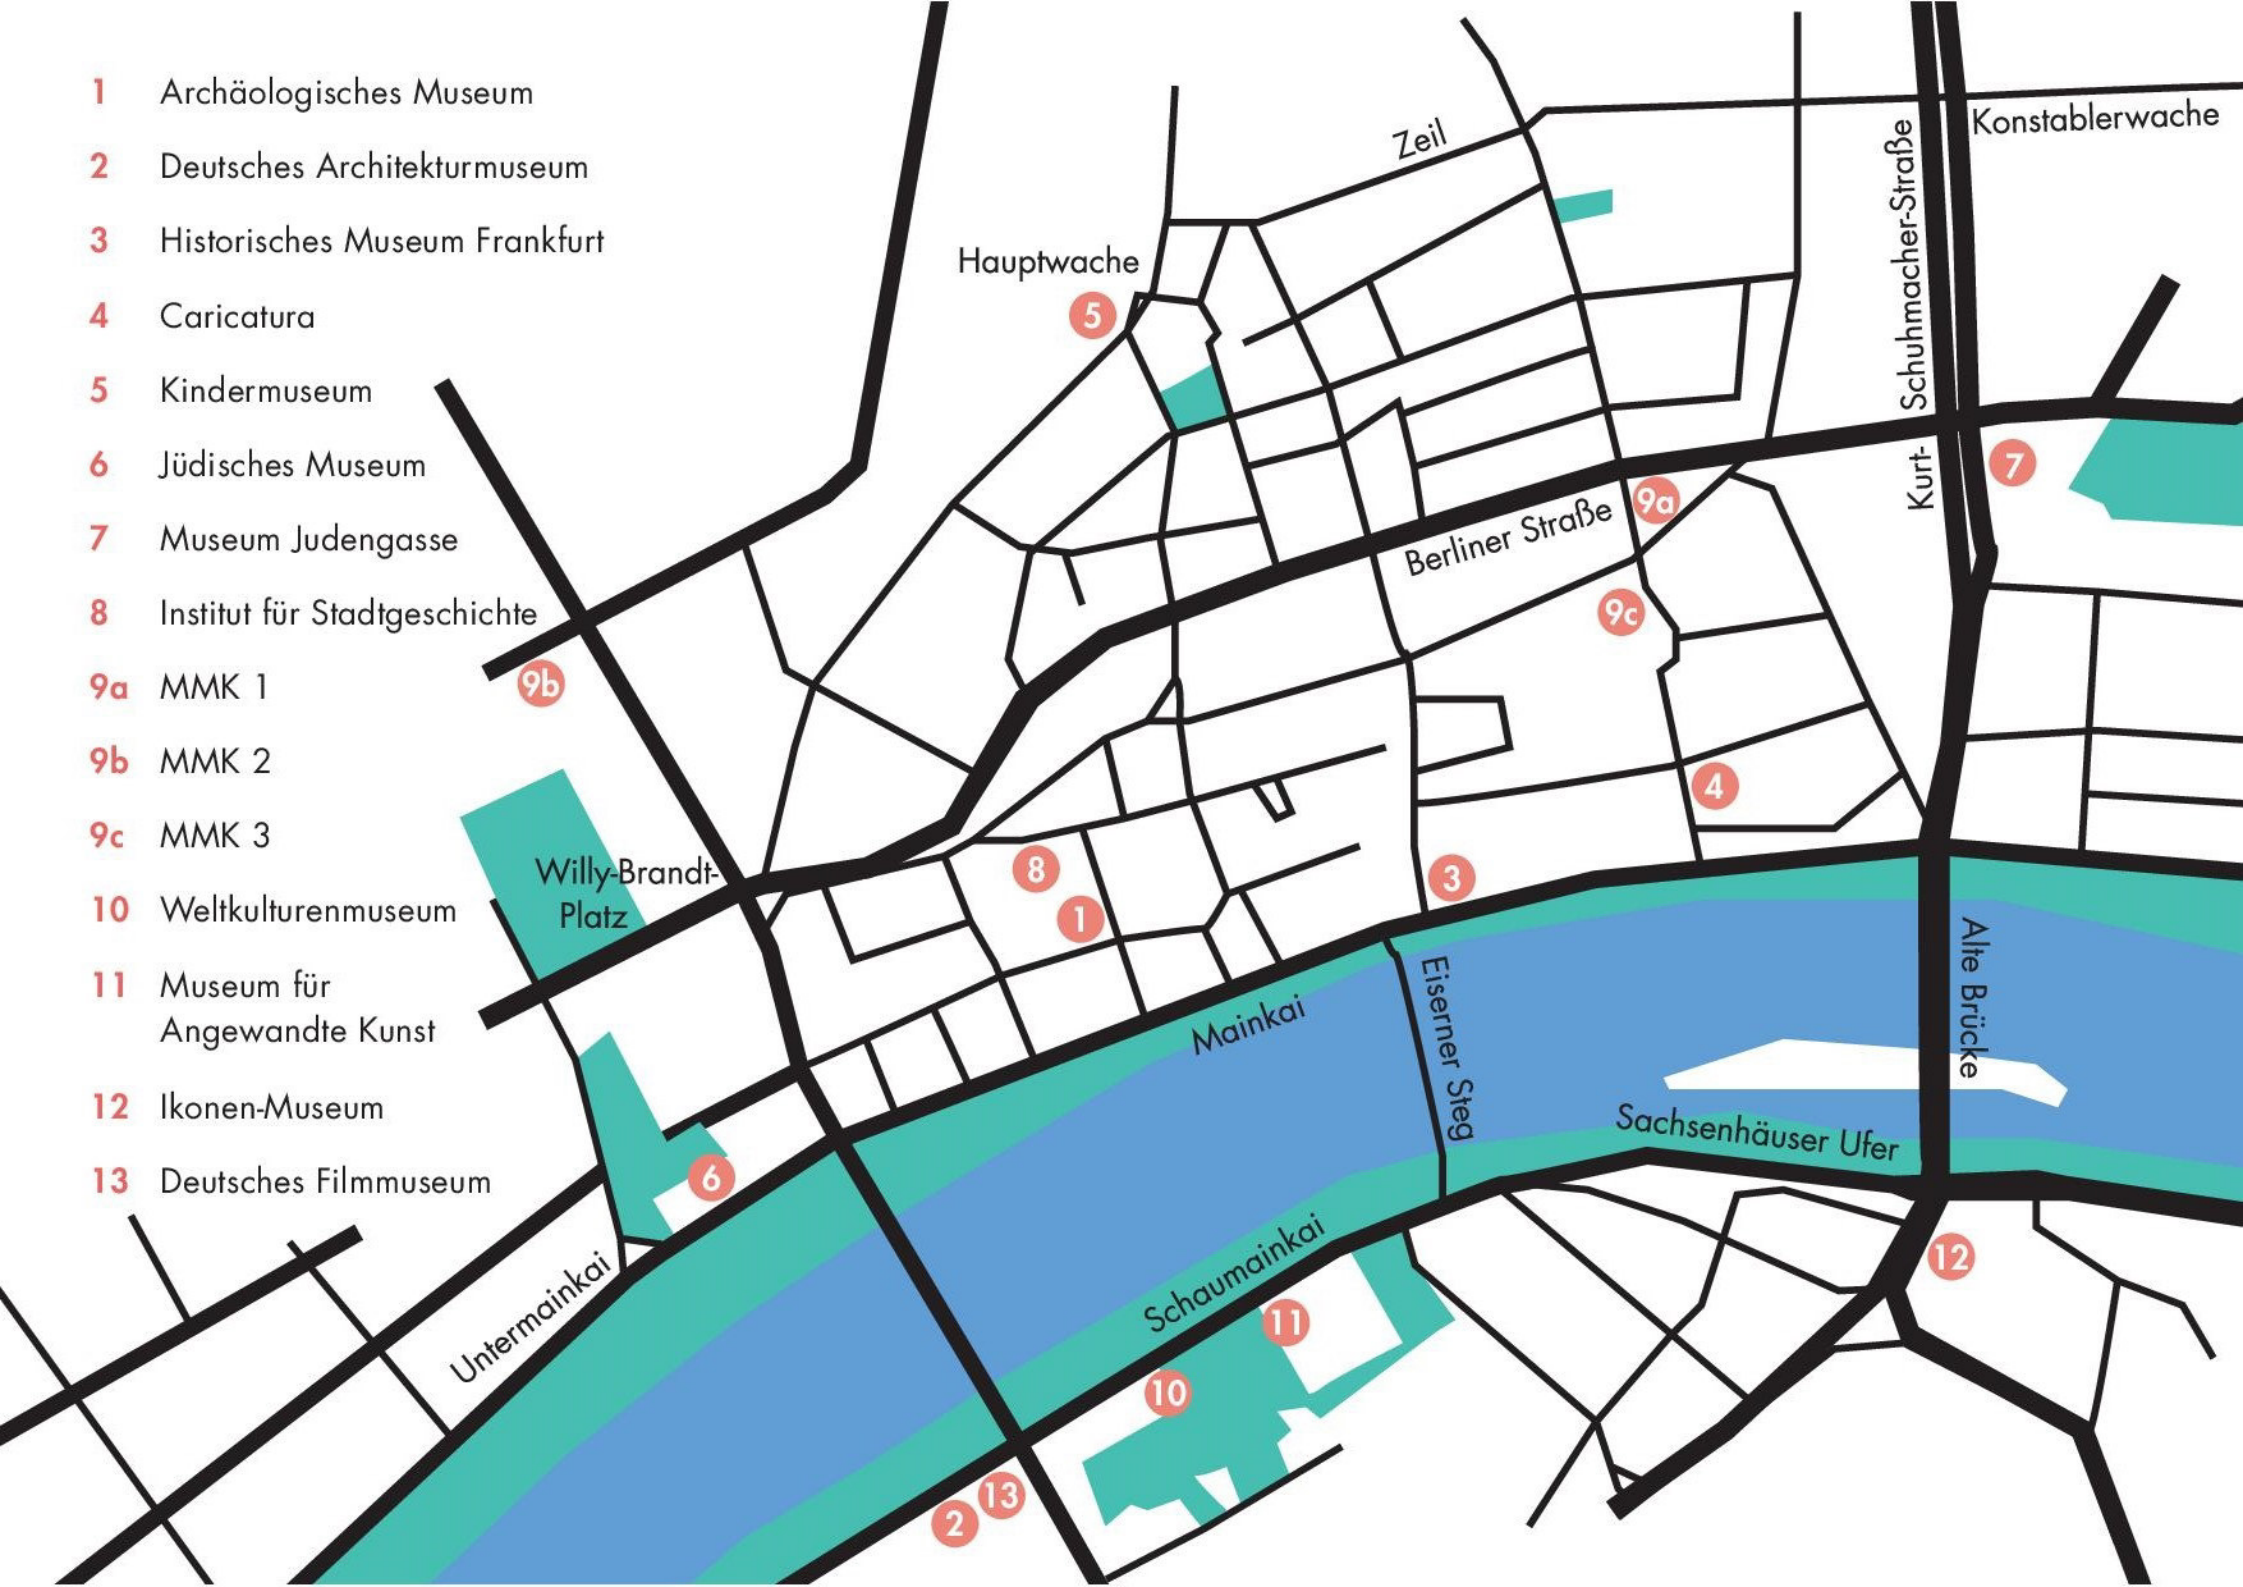 1 Archäologisches Museum
2 Deutsches Architekturmuseum
3 Historisches Museum Frankfurt
4 Caricatura
5 Kindermuseum
6 Jüdisches Museum
7 Museum Judengasse
8 Institut für Stadtgeschichte
9a MMK 1
9b MMK 2
9c MMK 3
10 Weltkulturenmuseum
11 Museum für
Angewandte Kunst
12 Ikonen-Museum
13 Deutsches Filmmuseum
Zeil
Konstablerwache
Kurt- Schuhmacher-Straße
Hauptwache
5
7
9a
Berliner Straße
9c
9b
4
Willy-Brandt-
Platz
8
3
1
Alte Brücke
Eiserner Steg
Mainkai
Sachsenhäuser Ufer
6
Untermainkai
Schaumainkai
12
11
10
13
2